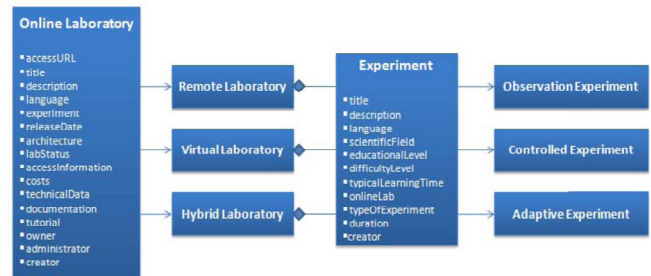 Online Laboratory
accessURL
title
description
language
experiment
releaseDate
architecture
labStatus
accessInformation
costs
technicalData
documentation
tutorial
owner
administrator
creator
Remote Laboratory
Virtual Laboratory
Hybrid Laboratory
Experiment
title
description
language
scientificField
educationalLevel
difficultyLevel
typicalLearningTime
onlineLab
typeOfExperiment
duration
creator
Observation Experiment
Controlled Experiment
Adaptive Experiment